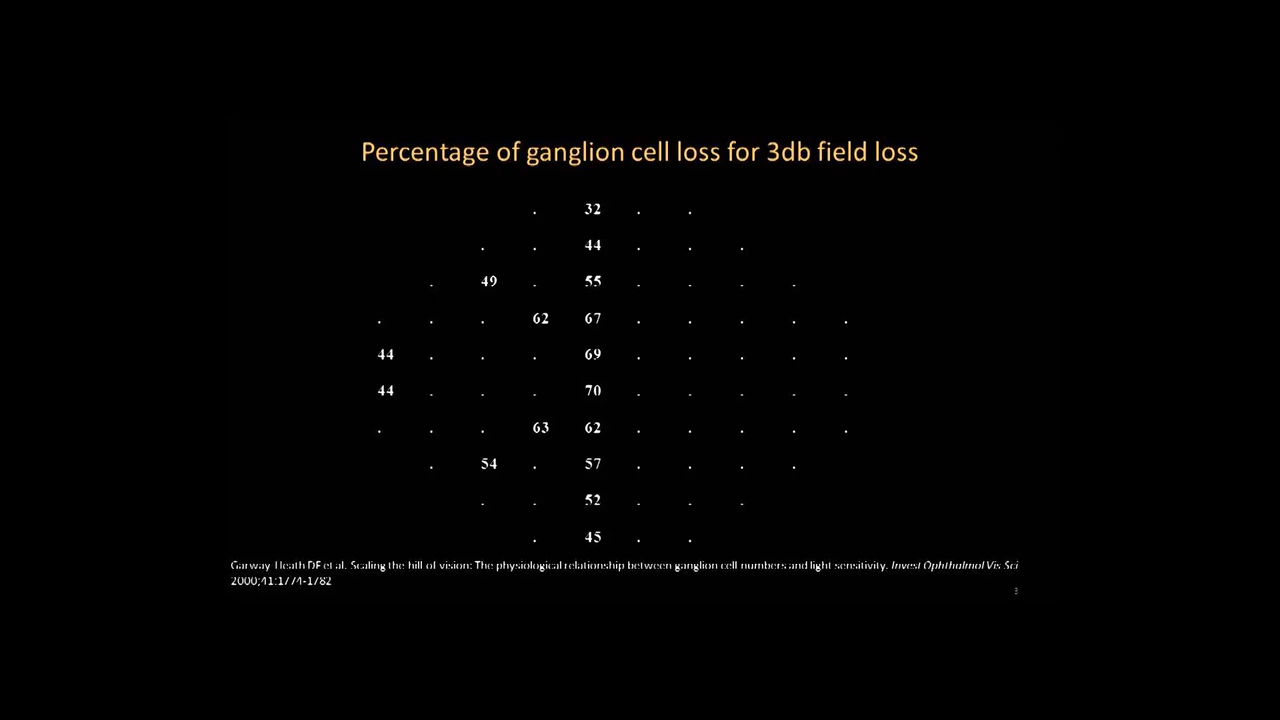 Percentage of ganglion cell loss for 3db field loss
. 32 . .
. . 44 . . .
. 49 . 55 . . . .
. . . 62 67 . . . . .
44 . . . 69 . . . . .
44 . . . 70 . . . . .
. . . 63 62 . . . . .
. 54 . 57 . . . .
. . 52 . . .
. 45 . .
Garway-Heath DF et al. Scaling the hill of vision: The physiological relationship between ganglion cell numbers and light sensitivity. Invest Ophthalmol Vis Sci
2000;41:1774-1782
3